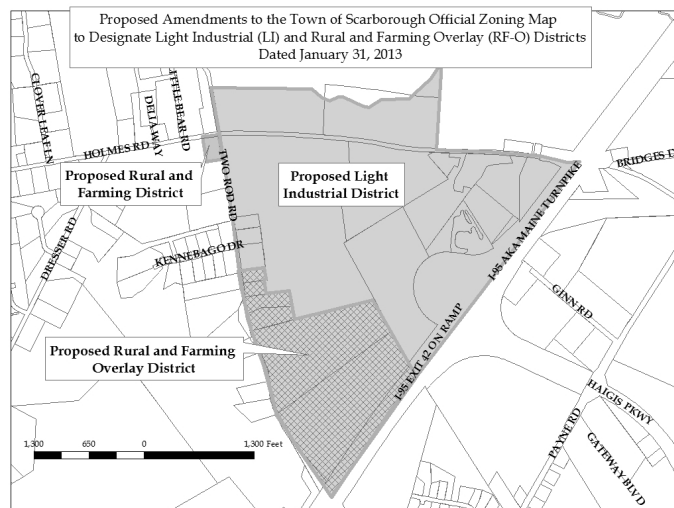 Proposed Amendments to the Town of Scarborough Official Zoning Map
to Designate Light Industrial (LI) and Rural and Farming Overlay (RF-O) Districts
Dated January 31, 2013
CLOVER LEAF LN
DELTA WAY
TTLE BEAR RD
HOLMES RD
BRIDGES D
Proposed Rural and
Farming District
TWO ROD RD
Proposed Light
Industrial District
I-95 AKA MAINE TURNPIKE
DRESSER RD
KENNEBAGO DR
GINN RD
I-95 EXIT 42 ON RAMP
Proposed Rural and Farming
Overlay District
HAIGIS PKWY
PAYNE RD
GATEWAY BLVD
1,300 650 0 1,300 Feet